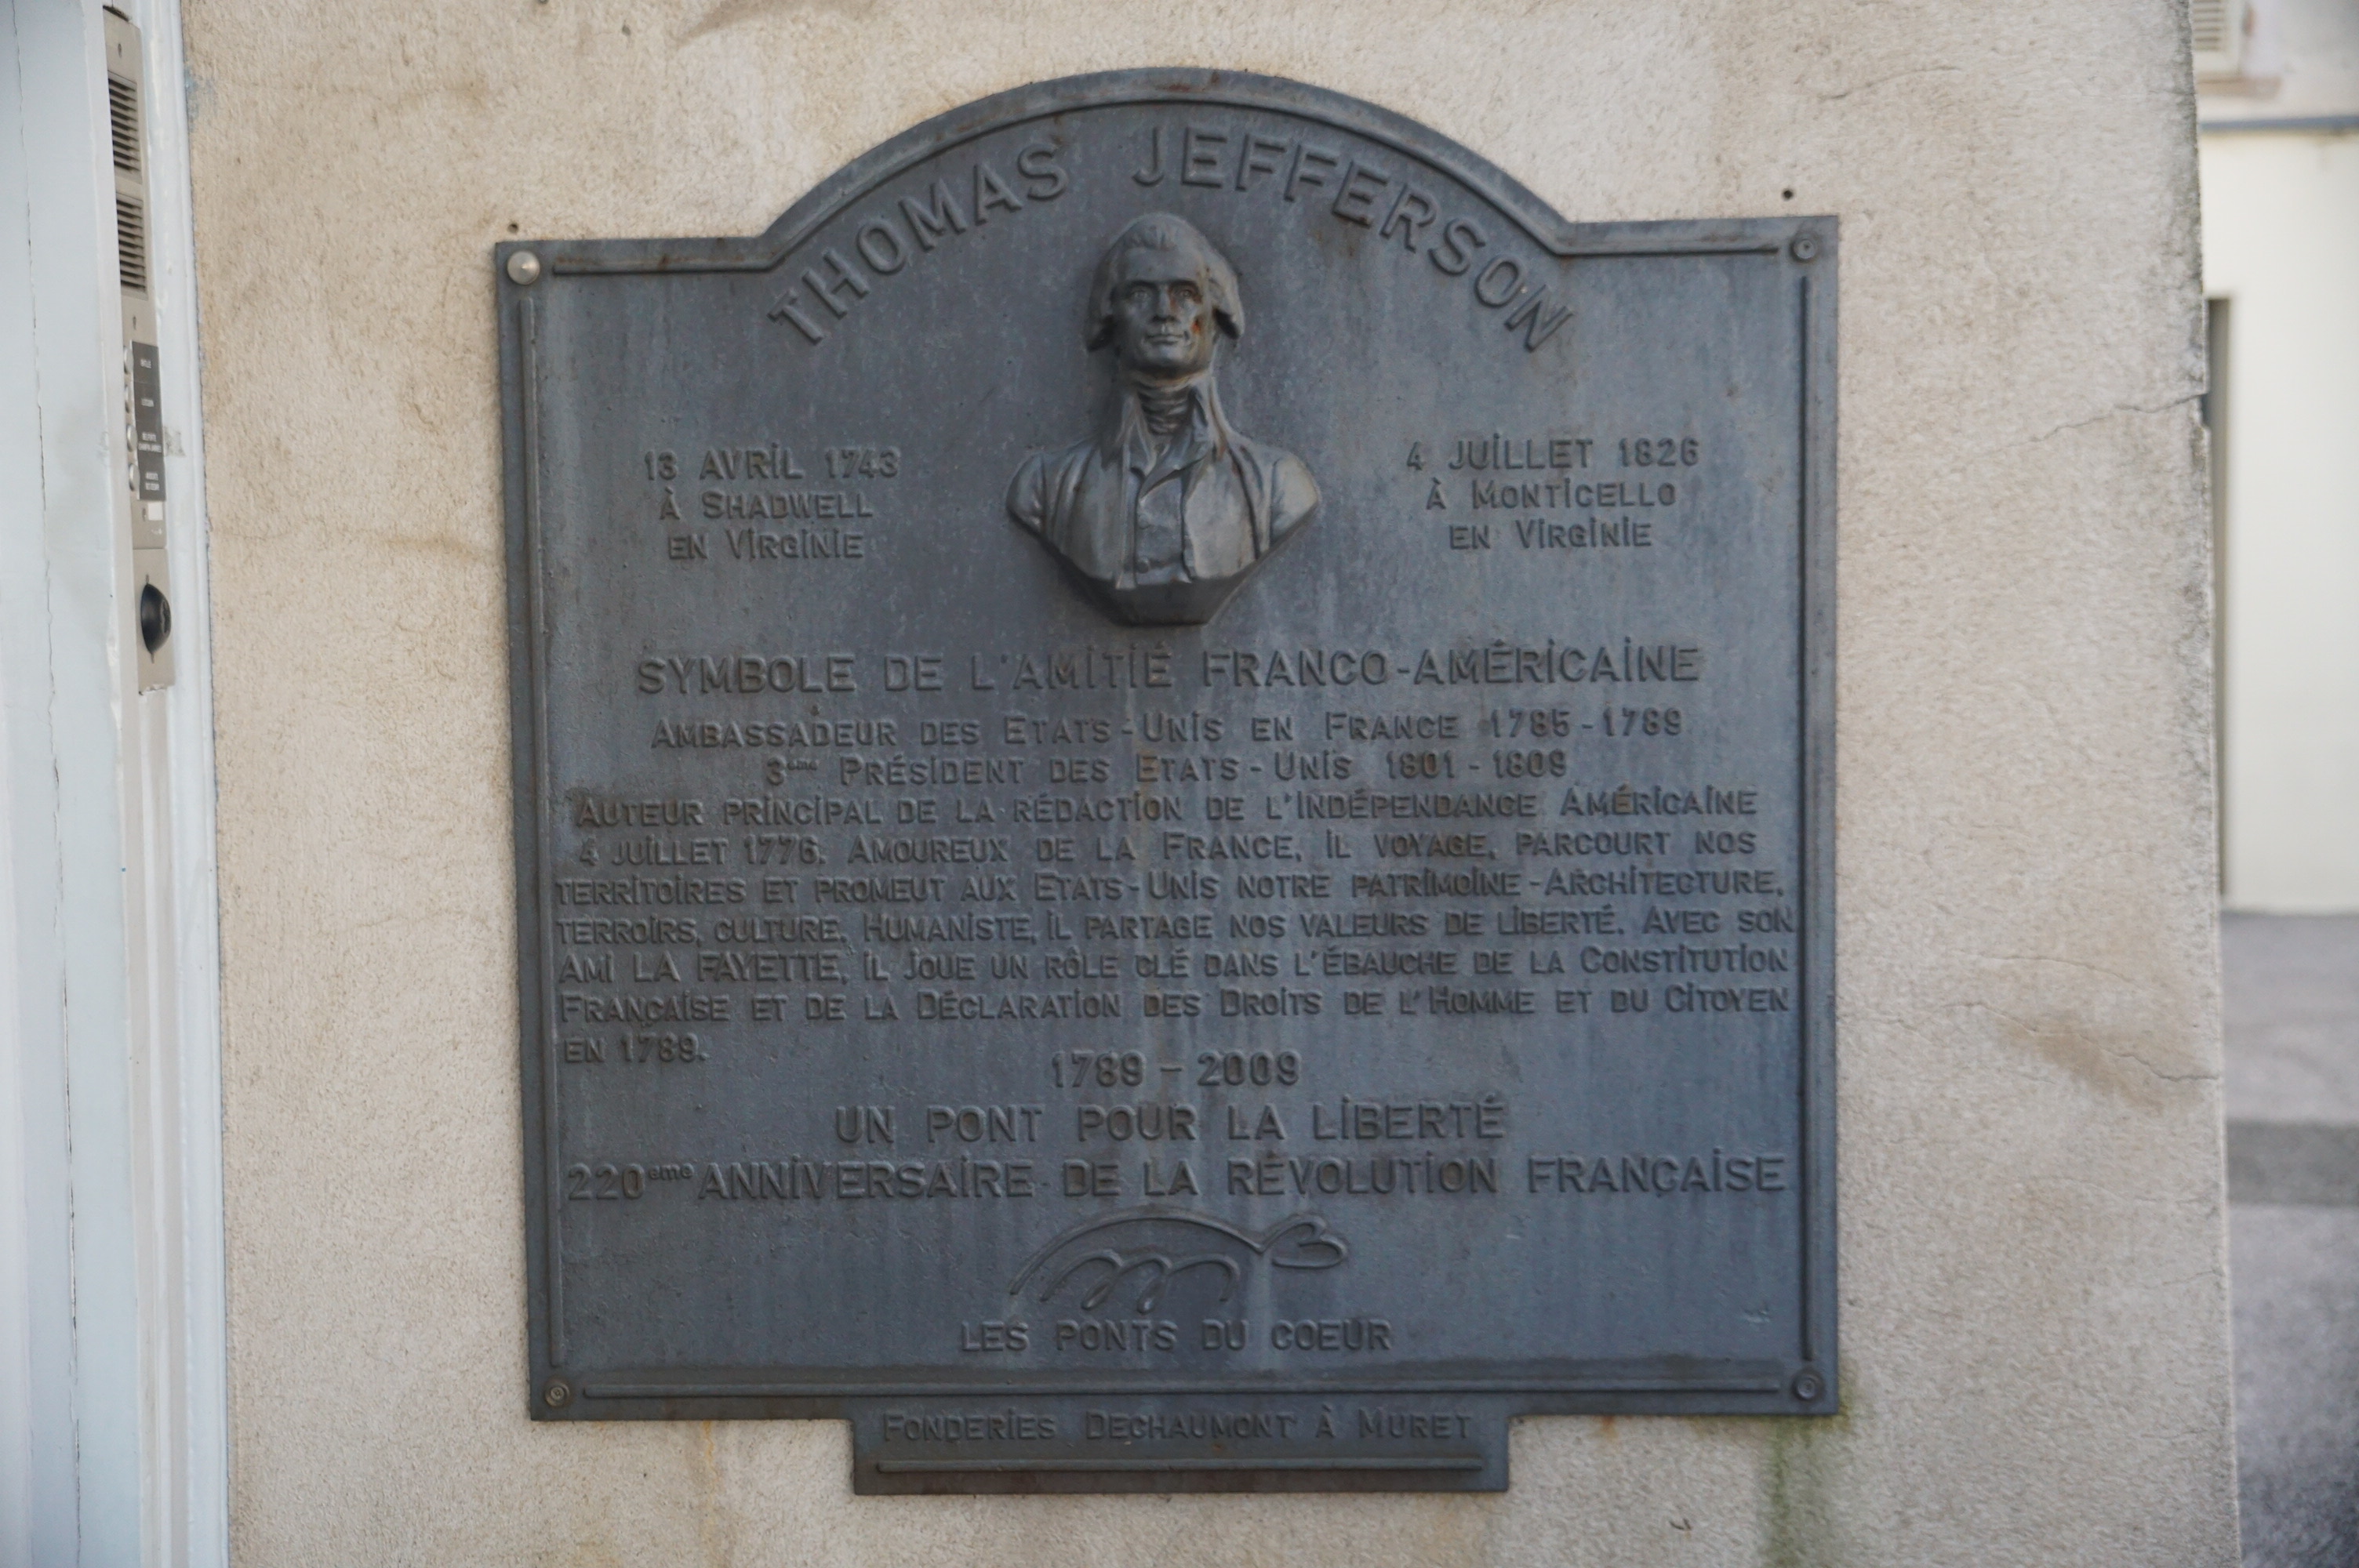 THOMAS JEFFERSON
13 AVRIL 1743
À SHADWELL
EN VIRGINIE
4 JUILLET 1826
À MONTICELLO
EN VIRGINIE
SYMBOLE DE L'AMITIÉ FRANCO-AMÉRICAINE
AMBASSADEUR DES ETATS-UNIS EN FRANCE 1785-1789
3ème PRÉSIDENT DES ETATS-UNIS 1801-1809
AUTEUR PRINCIPAL DE LA RÉDACTION DE L'INDÉPENDANCE AMÉRICAINE
4 JUILLET 1776. AMOUREUX DE LA FRANCE, IL VOYAGE, PARCOURT NOS
TERRITOIRES ET PROMEUT AUX ETATS-UNIS NOTRE PATRIMOINE-ARCHITECTURE,
TERROIRS, CULTURE. HUMANISTE, IL PARTAGE NOS VALEURS DE LIBERTÉ. AVEC SON
AMI LA FAYETTE, IL JOUE UN RÔLE CLÉ DANS L'ÉBAUCHE DE LA CONSTITUTION
FRANÇAISE ET DE LA DÉCLARATION DES DROITS DE L'HOMME ET DU CITOYEN
EN 1789.
1789 - 2009
UN PONT POUR LA LIBERTÉ
220ème ANNIVERSAIRE DE LA RÉVOLUTION FRANÇAISE
LES PONTS DU COEUR
FONDERIES DECHAUMONT À MURET